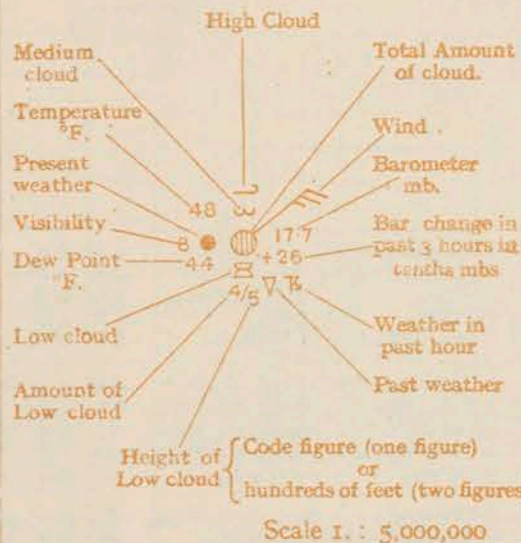 High Cloud
Medium cloud
Total Amount of cloud.
Temperature °F.
Wind
Present weather
Barometer mb.
48
Visibility
8
17.7
Bar change in past 3 hours in tenths mbs
Dew Point °F.
44
+26
4/5
Low cloud
Weather in past hour
Amount of Low cloud
Past weather
Height of Low cloud
Code figure (one figure)
or
hundreds of feet (two figures
Scale 1. : 5,000,000